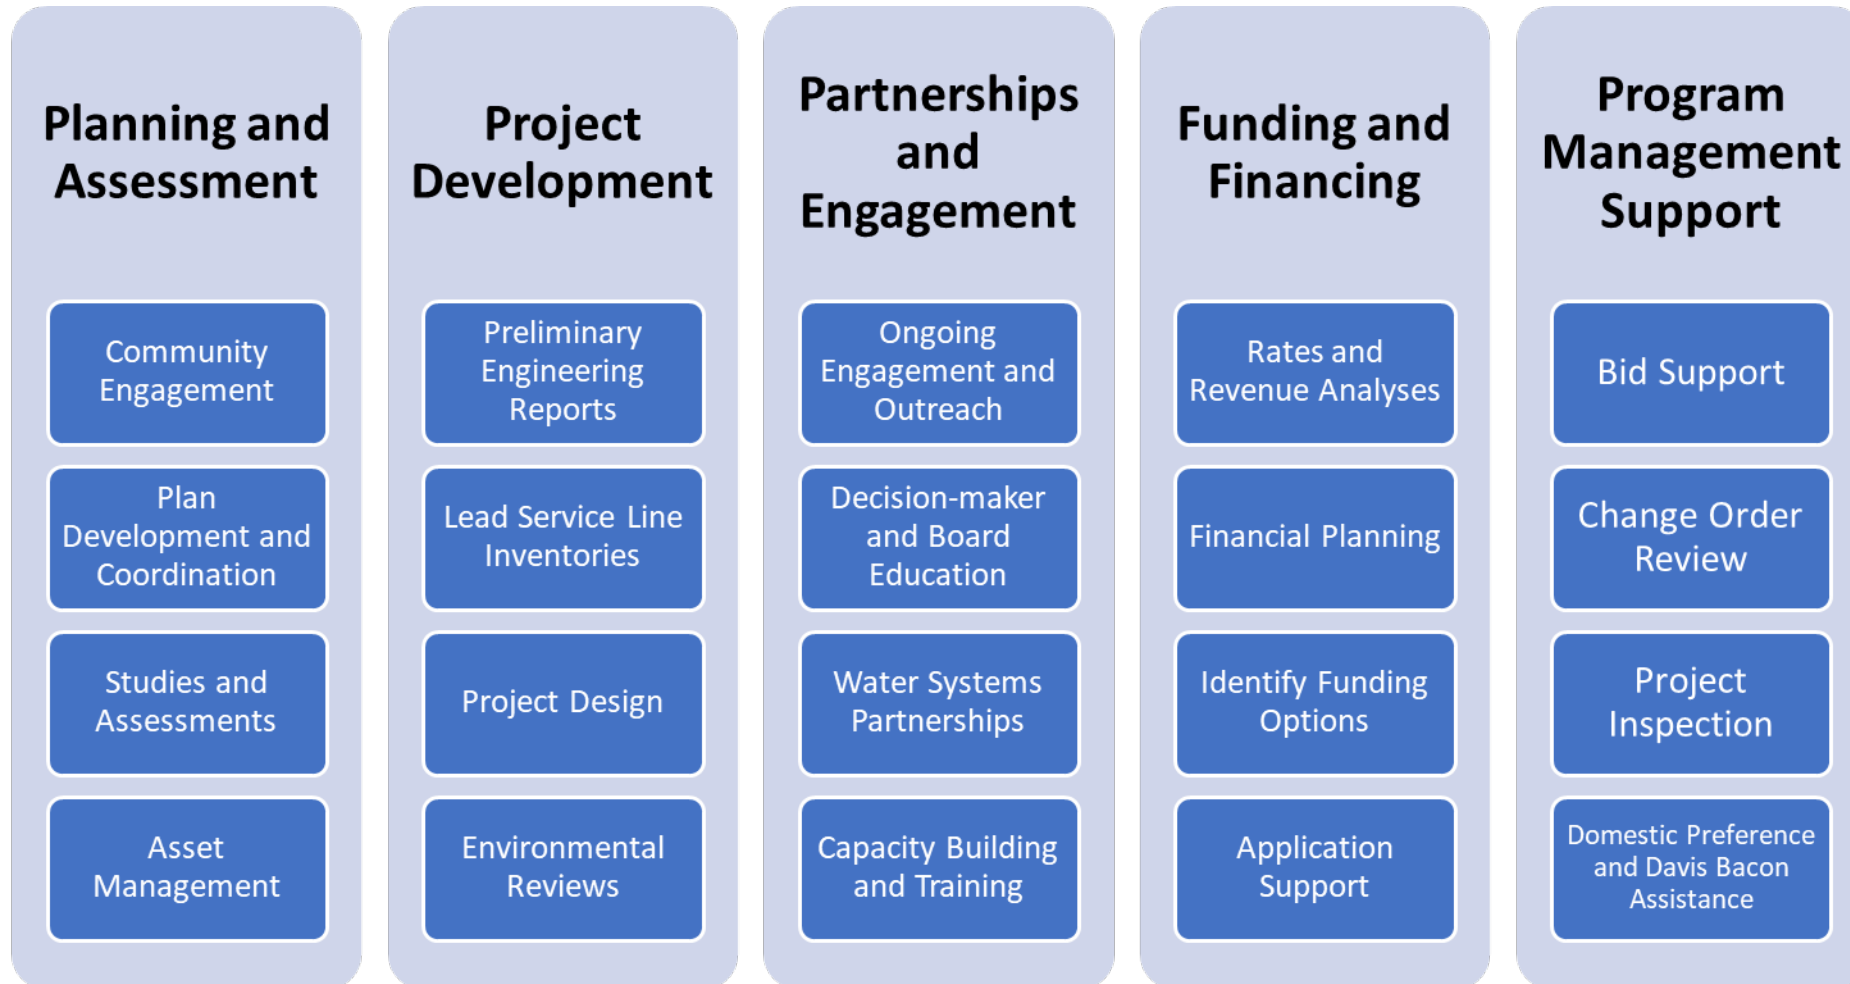 Planning and
Assessment
Community
Engagement
Plan
Development and
Coordination
Studies and
Assessments
Asset
Management
Project
Development
Preliminary
Engineering
Reports
Lead Service Line
Inventories
Project Design
Environmental
Reviews
Partnerships
and
Engagement
Ongoing
Engagement and
Outreach
Decision-maker
and Board
Education
Water Systems
Partnerships
Capacity Building
and Training
Funding and
Financing
Rates and
Revenue Analyses
Financial Planning
Identify Funding
Options
Application
Support
Program
Management
Support
Bid Support
Change Order
Review
Project
Inspection
Domestic Preference
and Davis Bacon
Assistance